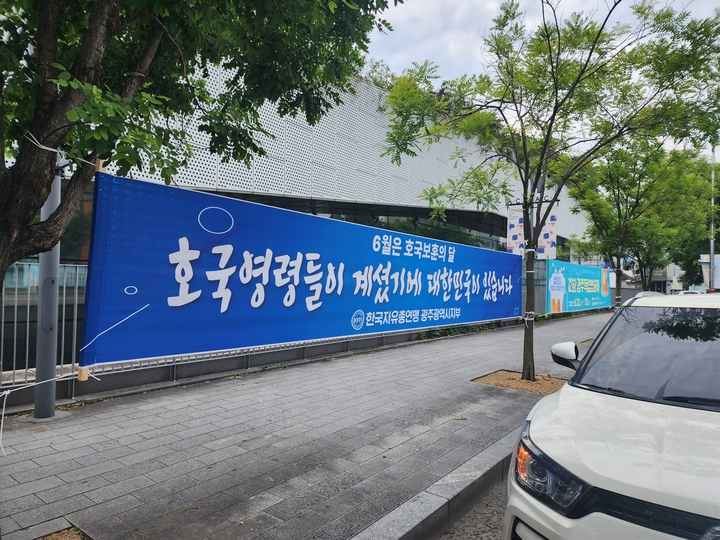 6월은 호국보훈의 달
호국영령들이 계셨기에 대한민국이 있습니다
한국자유총연맹 광주광역시지부